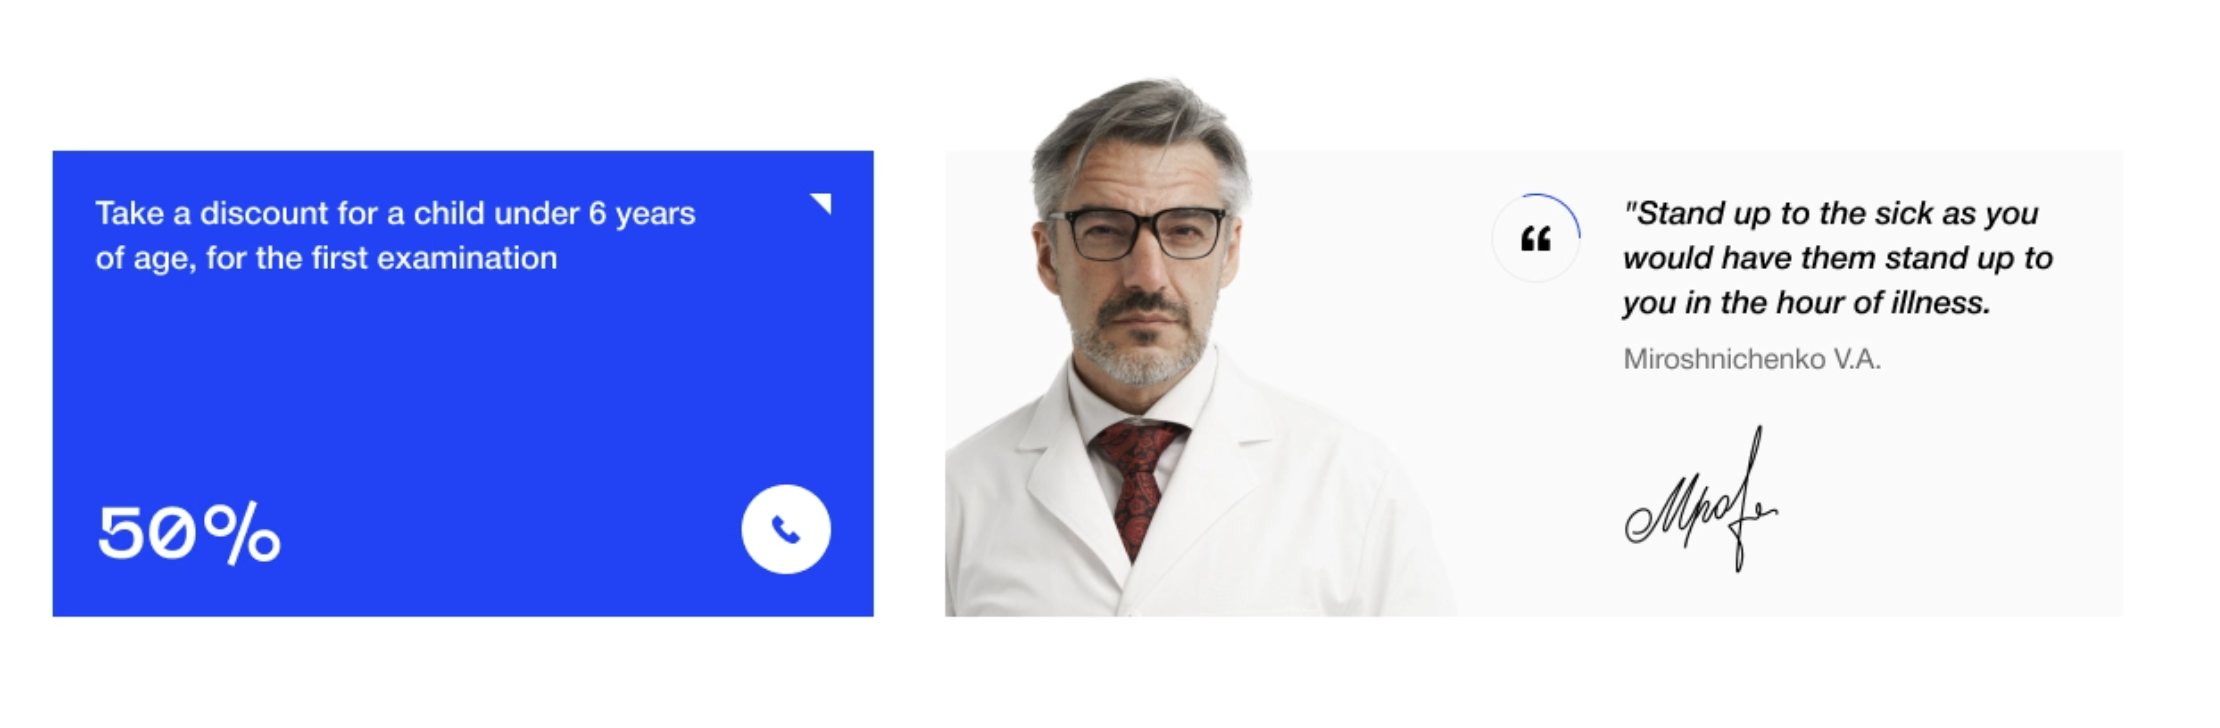 Take a discount for a child under 6 years
of age, for the first examination
50%
"Stand up to the sick as you
would have them stand up to
you in the hour of illness.
Miroshnichenko V.A.